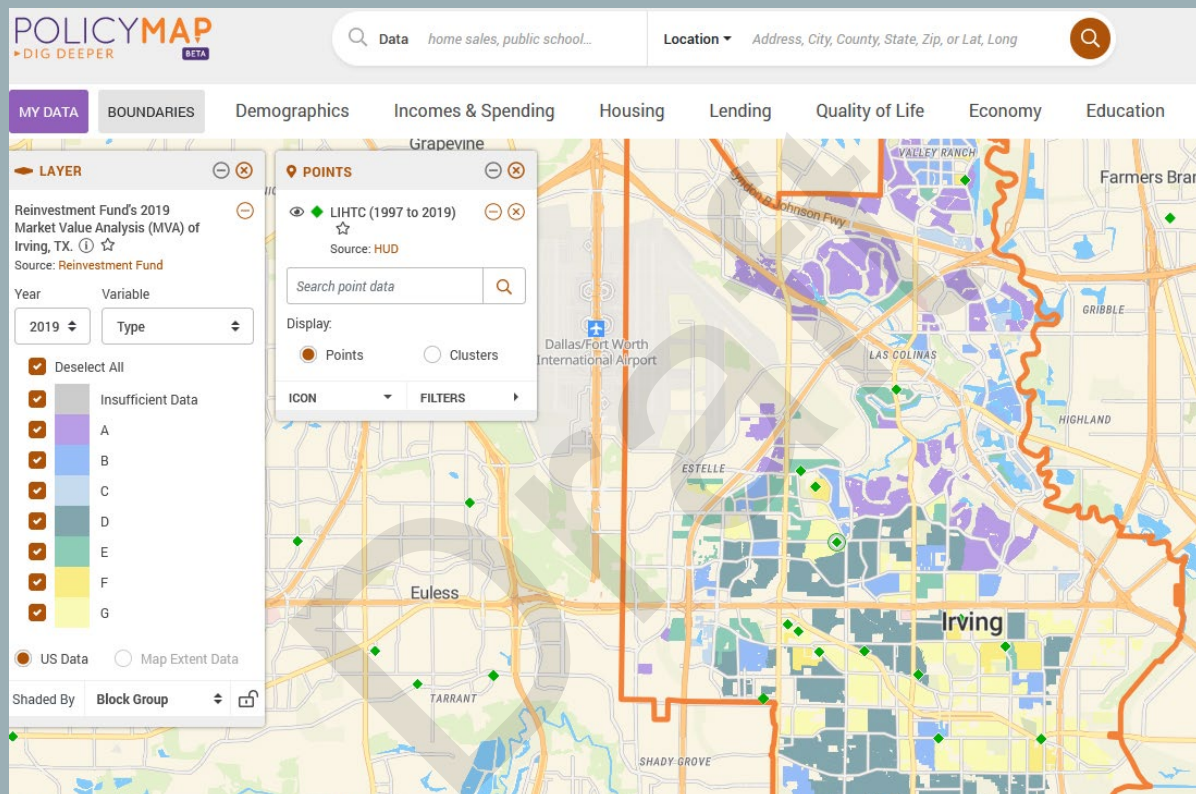 POLICYMAP
DIG DEEPER
BETA
Data home sales, public school...
Location Address, City, County, State, Zip, or Lat, Long
MY DATA BOUNDARIES Demographics Incomes & Spending Housing Lending Quality of Life Economy Education
LAYER
Reinvestment Fund's 2019
Market Value Analysis (MVA) of
Irving, TX.
Source: Reinvestment Fund
Year Variable
2019 Type
Deselect All
Insufficient Data
A
B
C
D
E
F
G
US Data Map Extent Data
Shaded By Block Group
POINTS
LIHTC (1997 to 2019)
Source: HUD
Search point data
Display:
Points Clusters
ICON FILTERS
Grapevine
VALLEY RANCH
Farmers Bran
Lyndon B Johnson Fwy
GRIBBLE
Dallas/Fort Worth
International Airport
LAS COLINAS
HIGHLAND
ESTELLE
Euless
Irving
TARRANT
SHADY GROVE
Draft